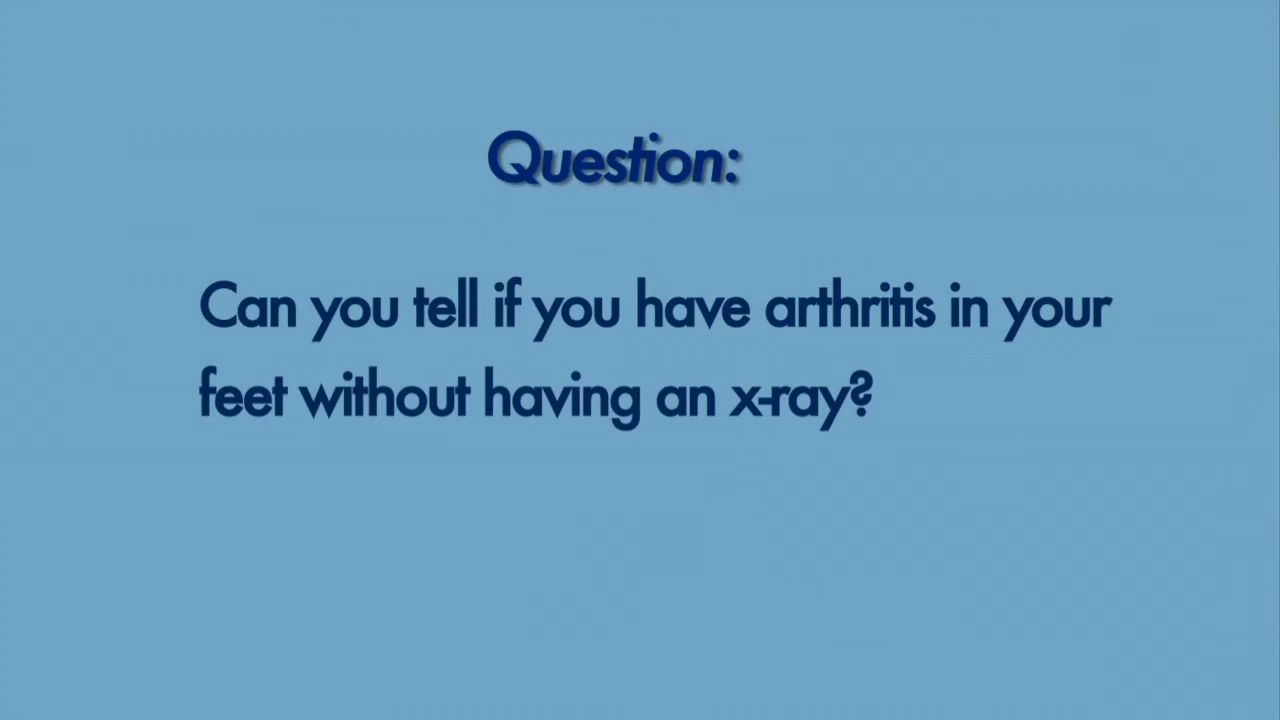 Question:
Can you tell if you have arthritis in your
feet without having an x-ray?